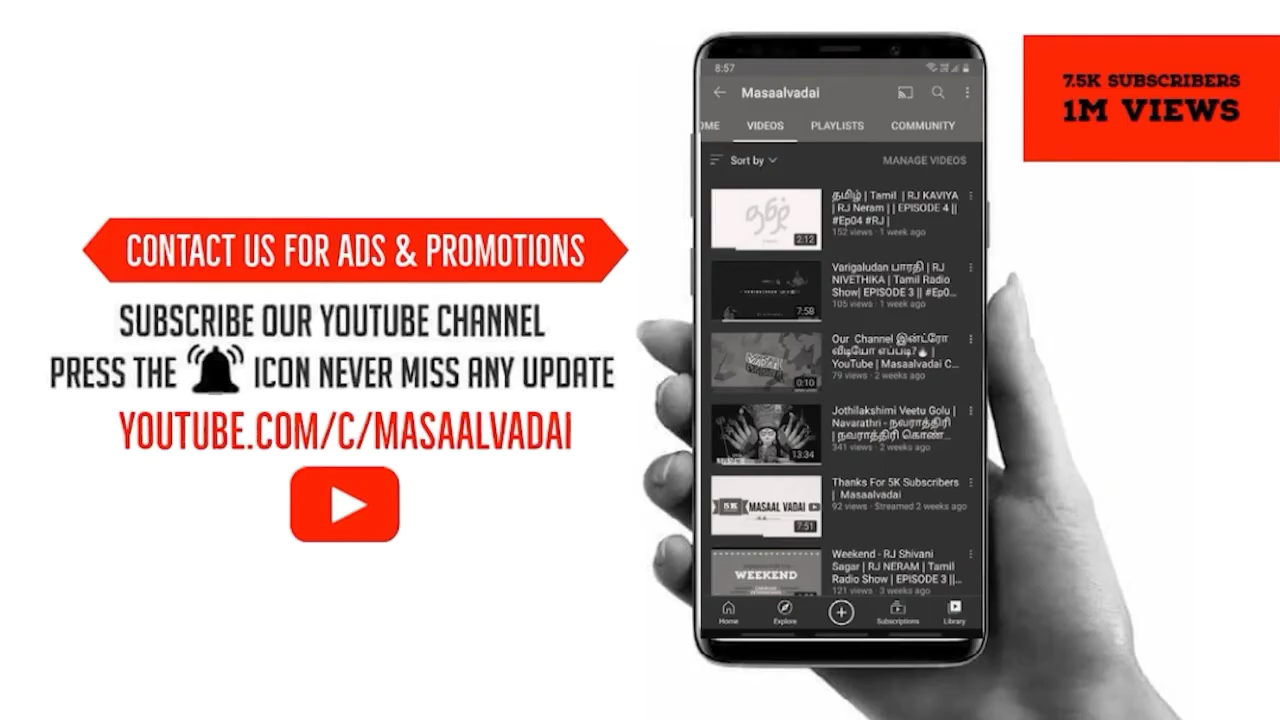 7.5K SUBSCRIBERS
1M VIEWS
CONTACT US FOR ADS & PROMOTIONS
SUBSCRIBE OUR YOUTUBE CHANNEL
PRESS THE ICON NEVER MISS ANY UPDATE
YOUTUBE.COM/C/MASAALVADAI
8:57
Masaalvadai
OME VIDEOS PLAYLISTS COMMUNITY
Sort by MANAGE VIDEOS
தமிழ்
2:12
தமிழ் | Tamil | RJ KAVIYA
| RJ Neram | | EPISODE 4 ||
#Ep04 #RJ |
152 views · 1 week ago
7:58
Varigaludan பாரதி | RJ
NIVETHIKA | Tamil Radio
Show| EPISODE 3 || #Ep0...
105 views · 1 week ago
0:10
Our Channel இன்ட்ரோ
வீடியோ எப்படி?🔥 |
YouTube | Masaalvadai C...
79 views · 2 weeks ago
13:34
Jothilakshimi Veetu Golu |
Navarathri - நவராத்திரி
| நவராத்திரி கொண்...
341 views · 2 weeks ago
5K MASAAL VADAI
7:51
Thanks For 5K Subscribers
| Masaalvadai
92 views · Streamed 2 weeks ago
WEEKEND
Weekend - RJ Shivani
Sagar | RJ NERAM | Tamil
Radio Show | EPISODE 3 ||...
121 views · 3 weeks ago
Home Explore Subscriptions Library